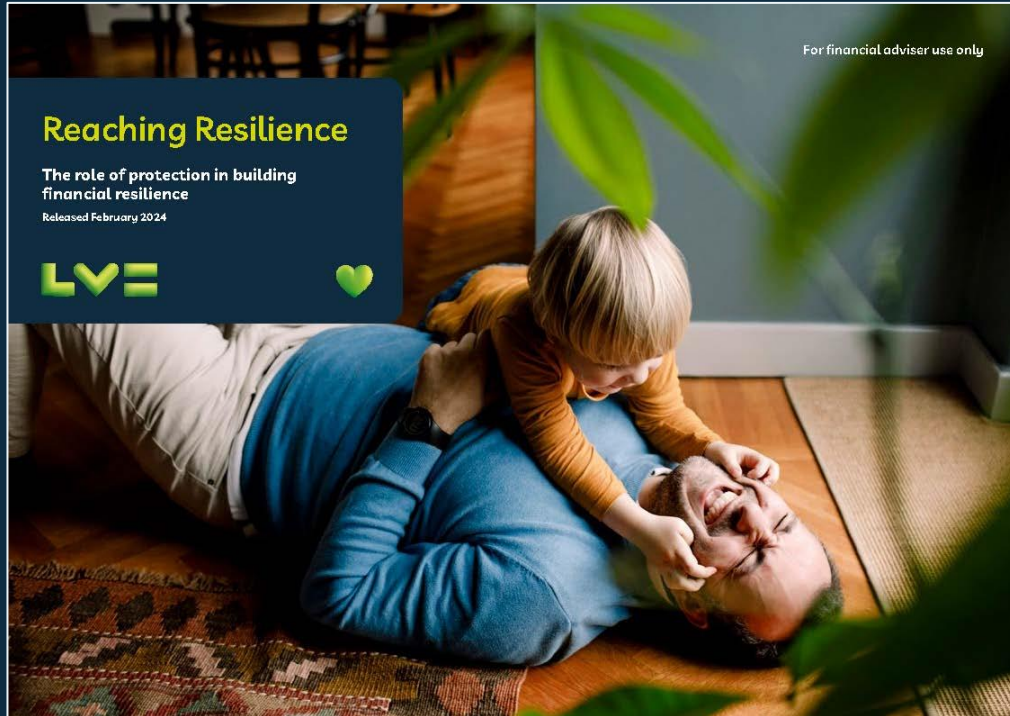 For financial adviser use only
Reaching Resilience
The role of protection in building
financial resilience
Released February 2024
LV=